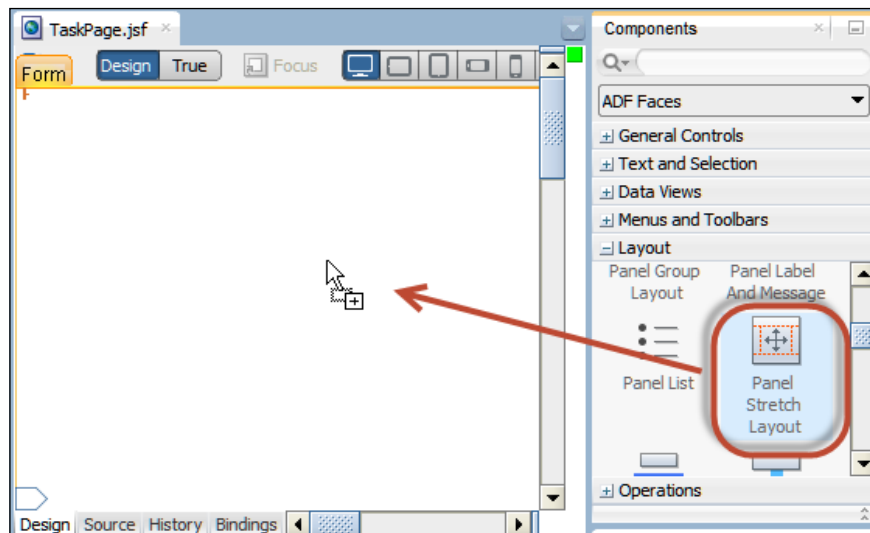 TaskPage.jsf
Form
Design True Focus
Design Source History Bindings
Components
ADF Faces
General Controls
Text and Selection
Data Views
Menus and Toolbars
Layout
Panel Group
Layout
Panel Label
And Message
Panel List
Panel
Stretch
Layout
Operations